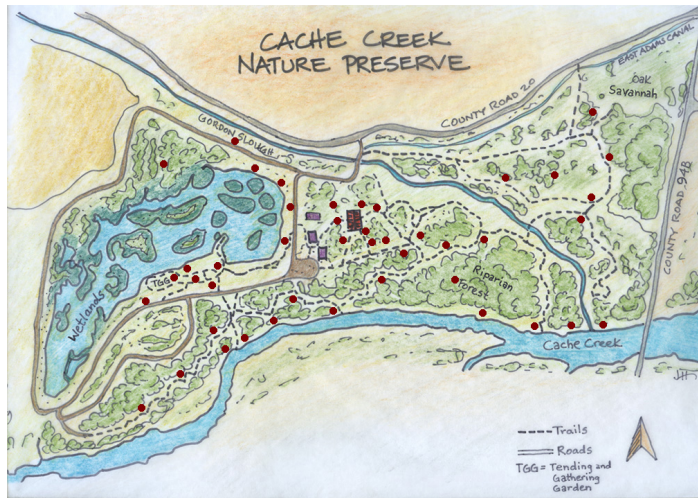 CACHE CREEK
NATURE PRESERVE
EAST ADAMS CANAL
Oak
Savannah
COUNTY ROAD 20
GORDON SLOUGH
COUNTY ROAD 94B
TGG
Wetlands
Riparian
Forest
Cache Creek
Trails
Roads
TGG = Tending and
Gathering
Garden